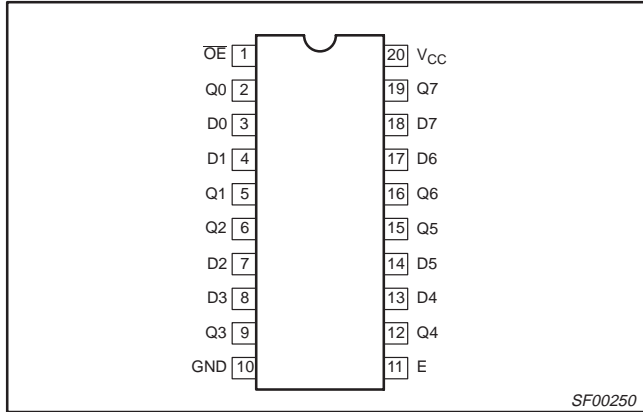 OE 1 20 VCC
Q0 2 19 Q7
D0 3 18 D7
D1 4 17 D6
Q1 5 16 Q6
Q2 6 15 Q5
D2 7 14 D5
D3 8 13 D4
Q3 9 12 Q4
GND 10 11 E
SF00250